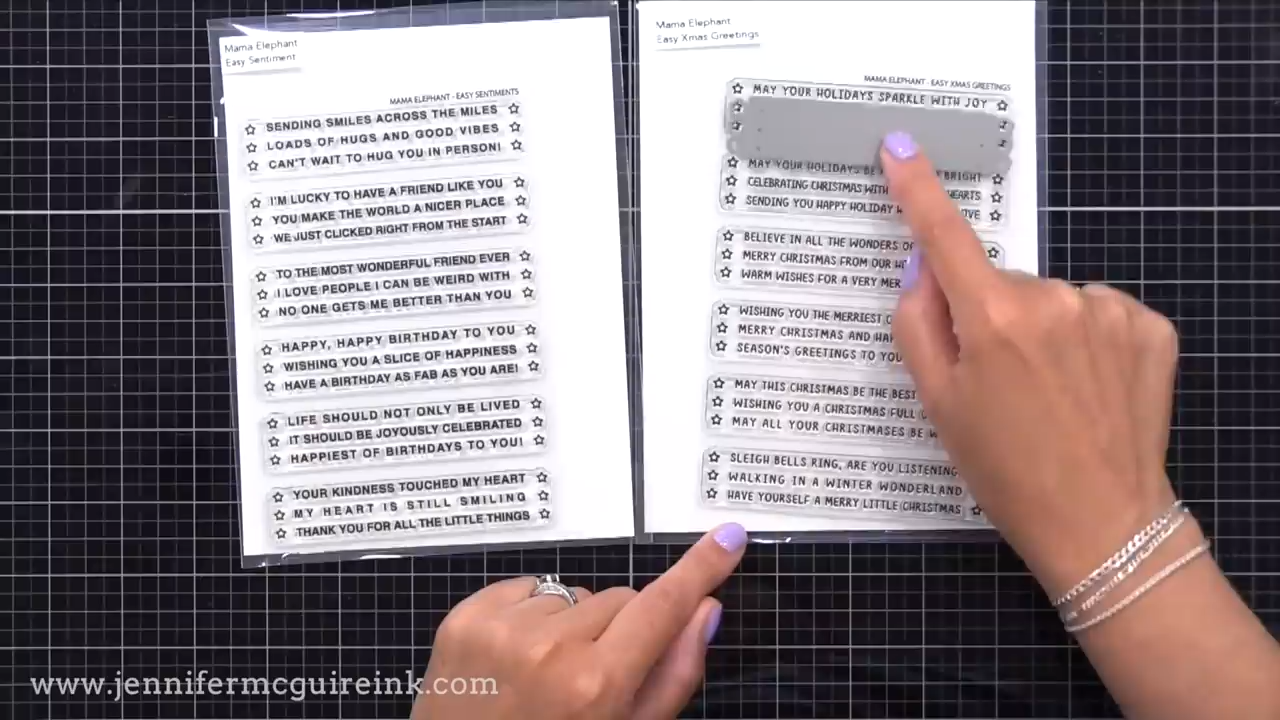 Mama Elephant
Easy Sentiment
MAMA ELEPHANT - EASY SENTIMENTS
SENDING SMILES ACROSS THE MILES
LOADS OF HUGS AND GOOD VIBES
CAN'T WAIT TO HUG YOU IN PERSON!
I'M LUCKY TO HAVE A FRIEND LIKE YOU
YOU MAKE THE WORLD A NICER PLACE
WE JUST CLICKED RIGHT FROM THE START
TO THE MOST WONDERFUL FRIEND EVER
I LOVE PEOPLE I CAN BE WEIRD WITH
NO ONE GETS ME BETTER THAN YOU
HAPPY, HAPPY BIRTHDAY TO YOU
WISHING YOU A SLICE OF HAPPINESS
HAVE A BIRTHDAY AS FAB AS YOU ARE!
LIFE SHOULD NOT ONLY BE LIVED
IT SHOULD BE JOYOUSLY CELEBRATED
HAPPIEST OF BIRTHDAYS TO YOU!
YOUR KINDNESS TOUCHED MY HEART
MY HEART IS STILL SMILING
THANK YOU FOR ALL THE LITTLE THINGS
Mama Elephant
Easy Xmas Greetings
MAMA ELEPHANT - EASY XMAS GREETINGS
MAY YOUR HOLIDAYS SPARKLE WITH JOY
MAY YOUR HOLIDAYS BE BRIGHT
CELEBRATING CHRISTMAS WITH HEARTS
SENDING YOU HAPPY HOLIDAY
BELIEVE IN ALL THE WONDERS OF
MERRY CHRISTMAS FROM OUR
WARM WISHES FOR A VERY
WISHING YOU THE MERRIEST
MERRY CHRISTMAS AND
SEASON'S GREETINGS TO YOU
MAY THIS CHRISTMAS BE THE BEST
WISHING YOU A CHRISTMAS FULL
MAY ALL YOUR CHRISTMASES BE
SLEIGH BELLS RING, ARE YOU LISTENING
WALKING IN A WINTER WONDERLAND
HAVE YOURSELF A MERRY LITTLE CHRISTMAS
www.jennifermcguireink.com